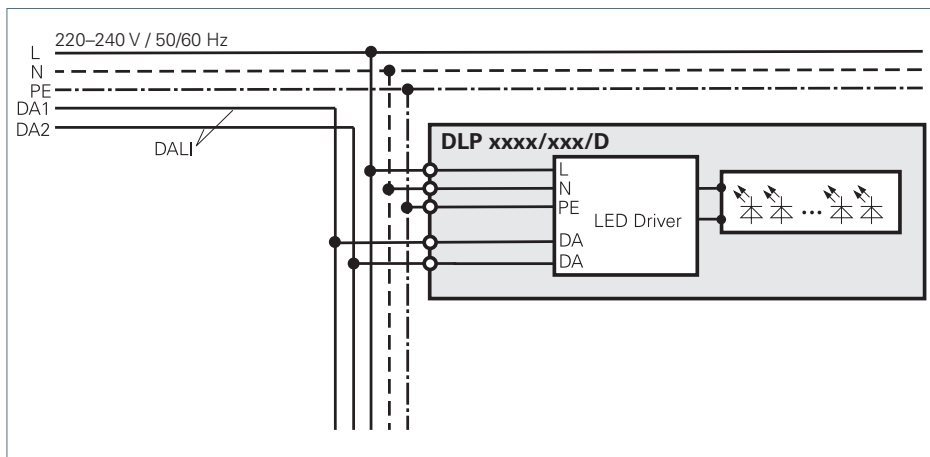 220–240 V / 50/60 Hz
L
N
PE
DA1
DA2
DALI
DLP xxxx/xxx/D
L
N
PE
LED Driver
DA
DA